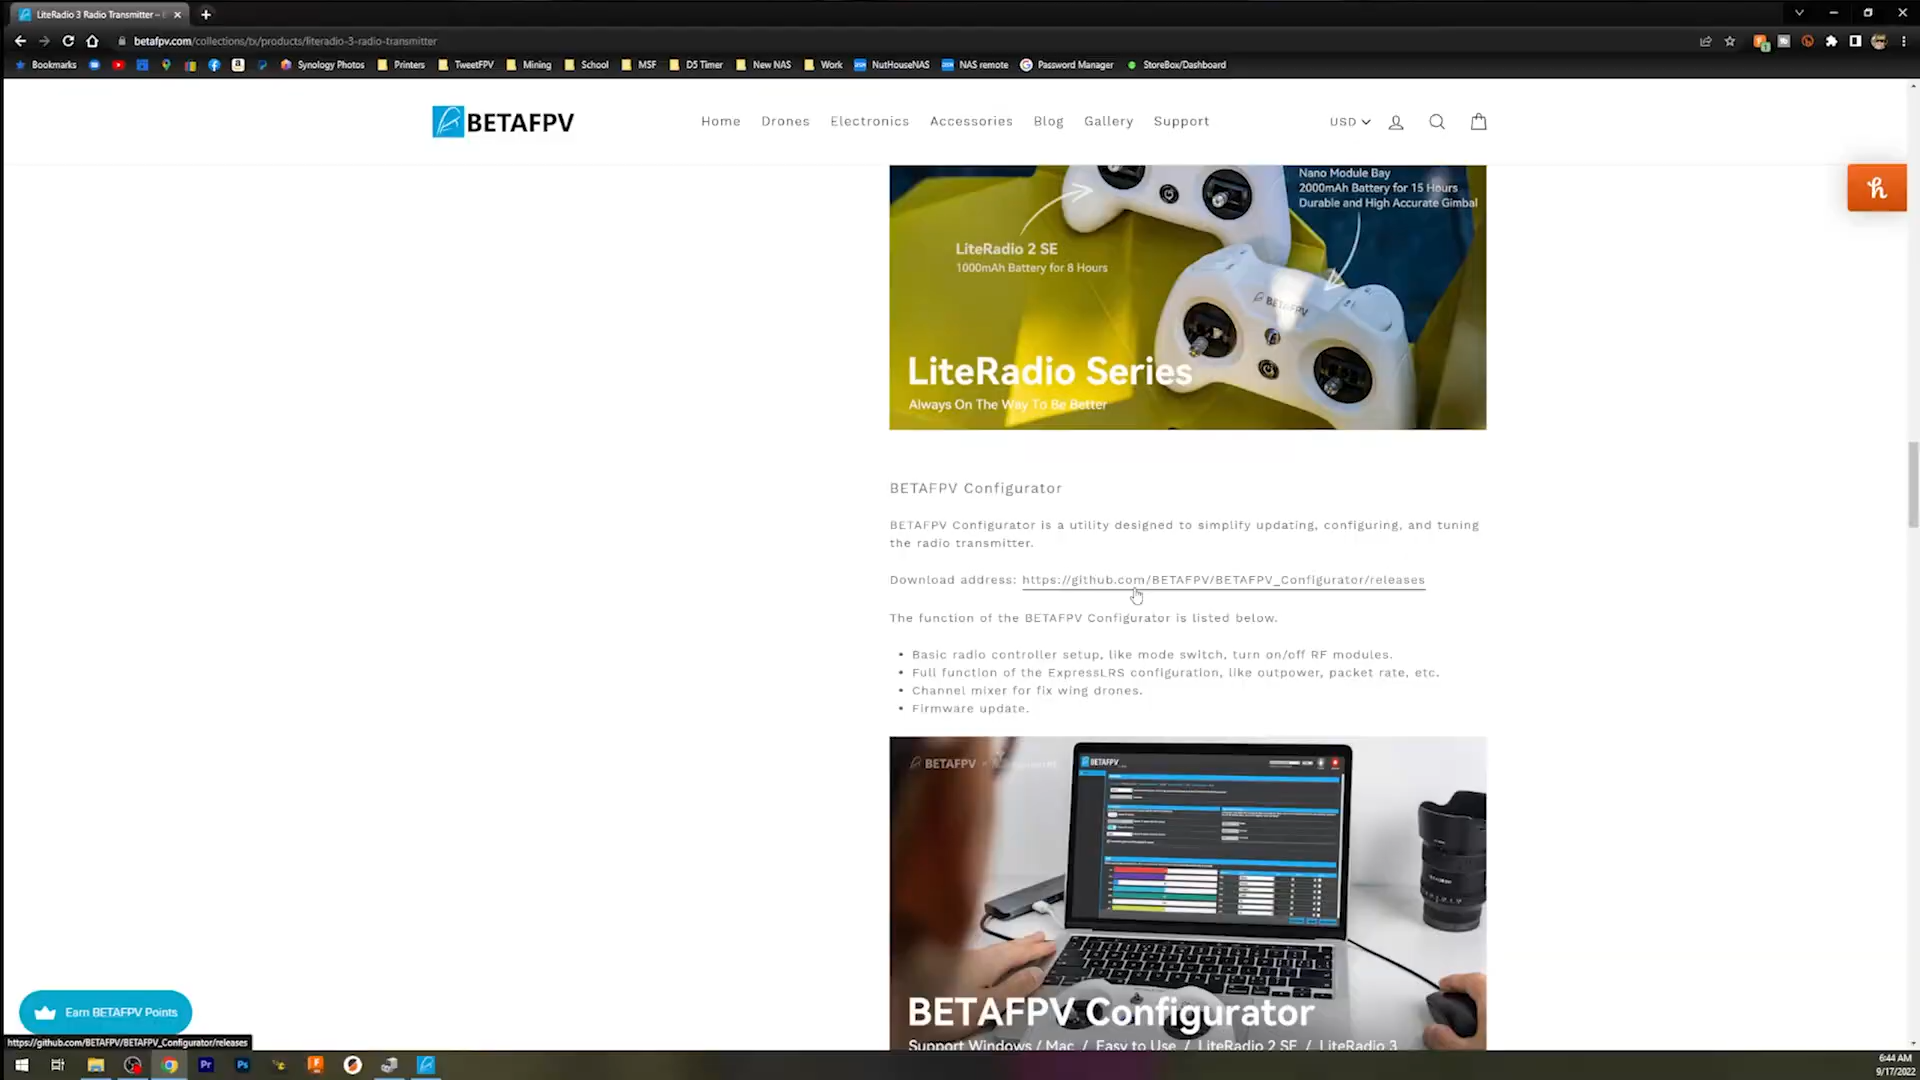 LiteRadio 3 Radio Transmitter –
betafpv.com/collections/tx/products/literadio-3-radio-transmitter
Bookmarks Synology Photos Printers TweetFPV Mining School MSF D5 Timer New NAS Work NutHouseNAS NAS remote Password Manager StoreBox/Dashboard
BETAFPV
Home Drones Electronics Accessories Blog Gallery Support USD
Nano Module Bay
2000mAh Battery for 15 Hours
Durable and High Accurate Gimbal
LiteRadio 2 SE
1000mAh Battery for 8 Hours
BETAFPV
LiteRadio Series
Always On The Way To Be Better
BETAFPV Configurator
BETAFPV Configurator is a utility designed to simplify updating, configuring, and tuning
the radio transmitter.
Download address: https://github.com/BETAFPV/BETAFPV_Configurator/releases
The function of the BETAFPV Configurator is listed below.
• Basic radio controller setup, like mode switch, turn on/off RF modules.
• Full function of the ExpressLRS configuration, like outpower, packet rate, etc.
• Channel mixer for fix wing drones.
• Firmware update.
BETAFPV
BETAFPV
BETAFPV Configurator
Support Windows / Mac / Easy to Use / LiteRadio 2 SE / LiteRadio 3
Earn BETAFPV Points
https://github.com/BETAFPV/BETAFPV_Configurator/releases
Pr Ps
6:44 AM
9/17/2022